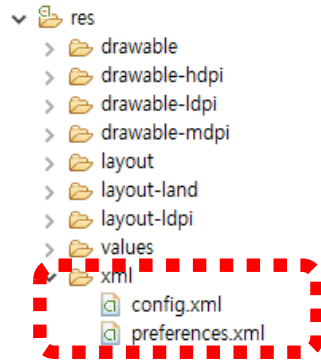 res
drawable
drawable-hdpi
drawable-ldpi
drawable-mdpi
layout
layout-land
layout-ldpi
values
xml
config.xml
preferences.xml